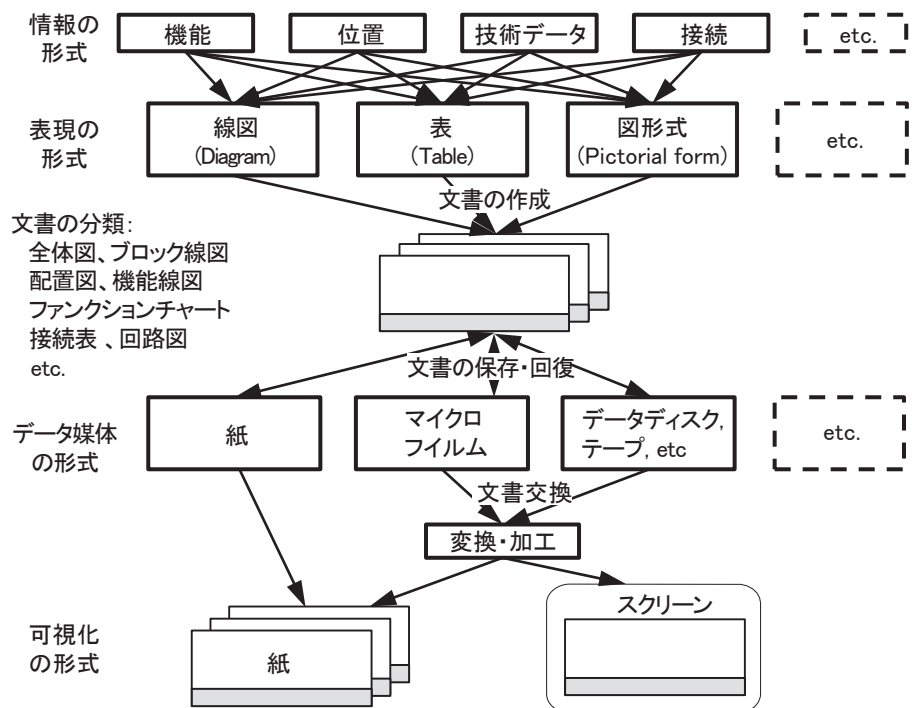 情報の
形式
機能
位置
技術データ
接続
etc.
表現の
形式
線図
(Diagram)
表
(Table)
図形式
(Pictorial form)
etc.
文書の作成
文書の分類:
全体図、ブロック線図
配置図、機能線図
ファンクションチャート
接続表 、回路図
etc.
文書の保存・回復
データ媒体
の形式
紙
マイクロ
フイルム
データディスク,
テープ, etc
etc.
文書交換
変換・加工
可視化
の形式
紙
スクリーン